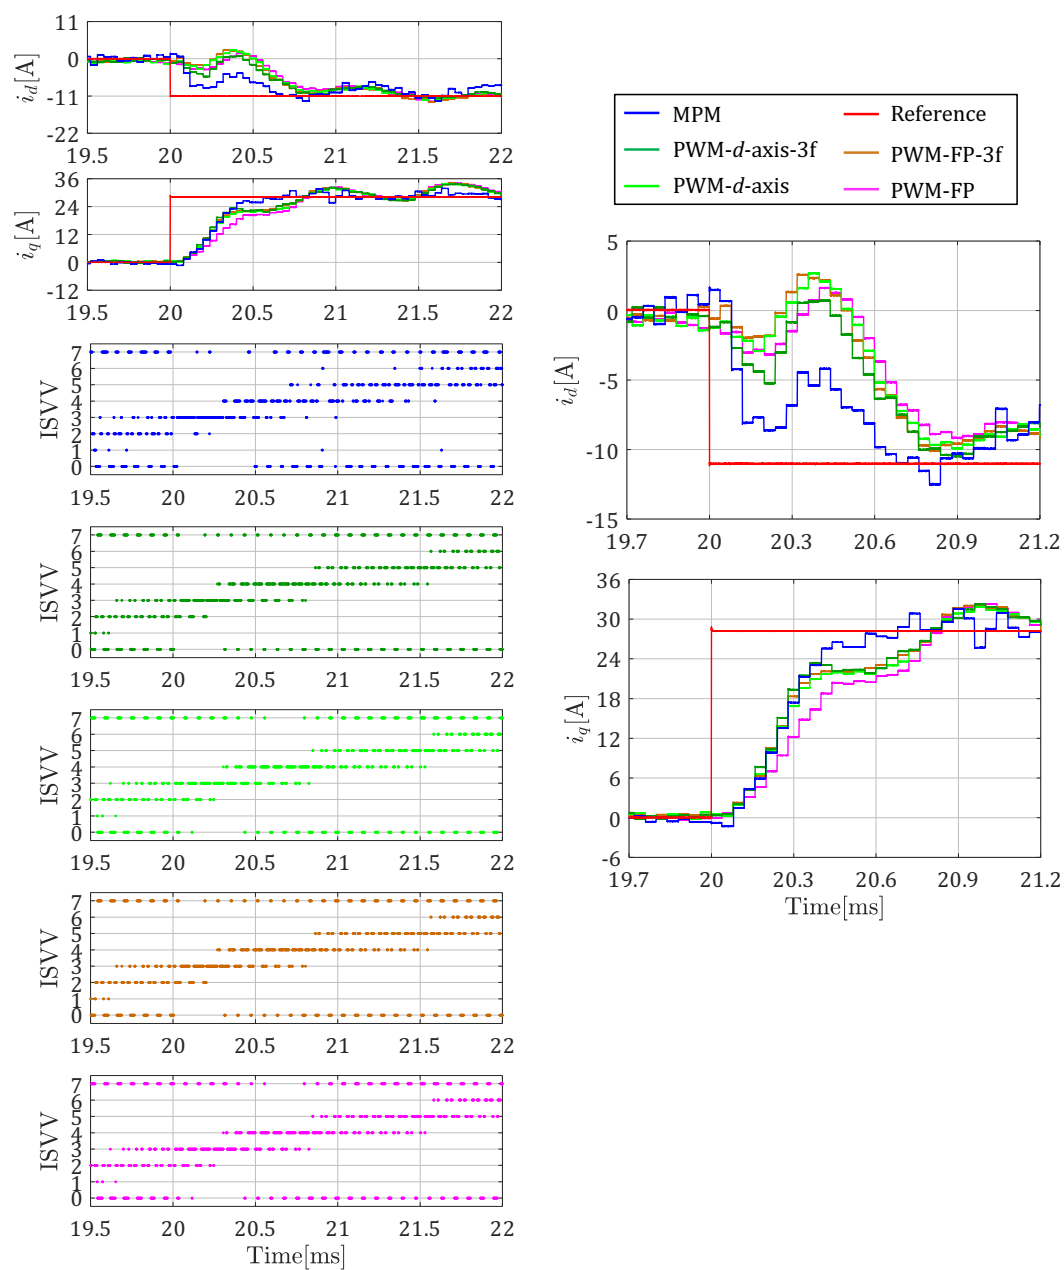 11
0
-11
-22
i_d[A]
19.5 20 20.5 21 21.5 22
36
24
12
0
-12
i_q[A]
19.5 20 20.5 21 21.5 22
7
6
5
4
3
2
1
0
ISVV
19.5 20 20.5 21 21.5 22
7
6
5
4
3
2
1
0
ISVV
19.5 20 20.5 21 21.5 22
7
6
5
4
3
2
1
0
ISVV
19.5 20 20.5 21 21.5 22
7
6
5
4
3
2
1
0
ISVV
19.5 20 20.5 21 21.5 22
7
6
5
4
3
2
1
0
ISVV
19.5 20 20.5 21 21.5 22
Time[ms]
MPM Reference
PWM-d-axis-3f PWM-FP-3f
PWM-d-axis PWM-FP
5
0
-5
-10
-15
i_d[A]
19.7 20 20.3 20.6 20.9 21.2
36
30
24
18
12
6
0
-6
i_q[A]
19.7 20 20.3 20.6 20.9 21.2
Time[ms]